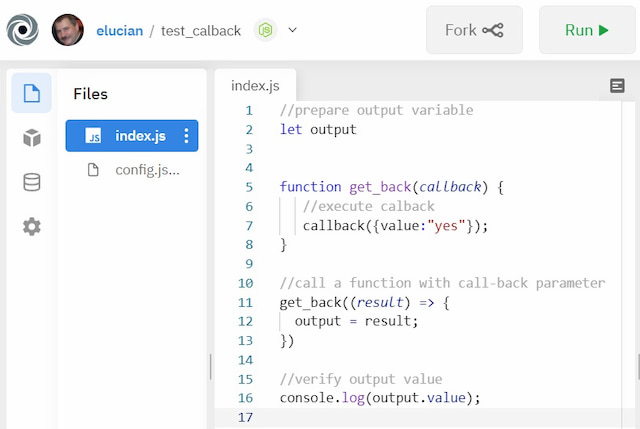 elucian / test_calback
Fork
Run
Files
index.js
JS index.js
config.js...
1 //prepare output variable
2 let output
3
4
5 function get_back(callback) {
6 //execute calback
7 callback({value:"yes"});
8 }
9
10 //call a function with call-back parameter
11 get_back((result) => {
12 output = result;
13 })
14
15 //verify output value
16 console.log(output.value);
17